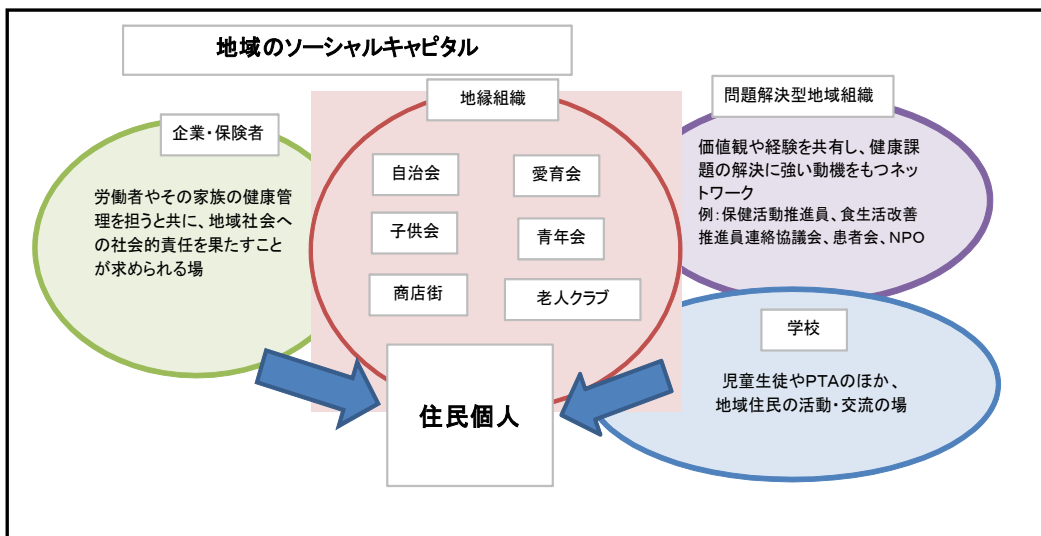 地域のソーシャルキャピタル
地縁組織
問題解決型地域組織
企業・保険者
価値観や経験を共有し、健康課
題の解決に強い動機をもつネッ
トワーク
例：保健活動推進員、食生活改善
推進員連絡協議会、患者会、NPO
自治会
愛育会
労働者やその家族の健康管
理を担うと共に、地域社会へ
の社会的責任を果たすこと
が求められる場
子供会
青年会
商店街
老人クラブ
学校
児童生徒やPTAのほか、
地域住民の活動・交流の場
住民個人